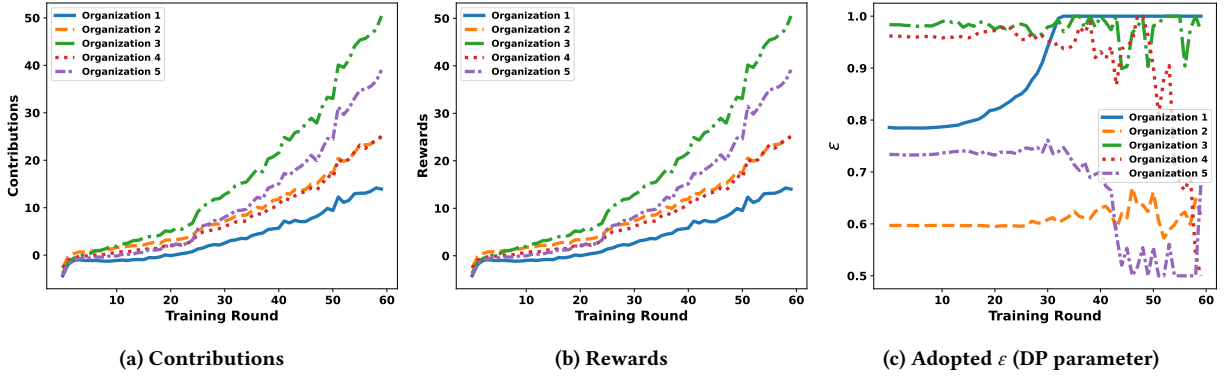 Organization 1
Organization 2
Organization 3
Organization 4
Organization 5
50
40
30
20
10
0
Contributions
10 20 30 40 50 60
Training Round
(a) Contributions
Organization 1
Organization 2
Organization 3
Organization 4
Organization 5
50
40
30
20
10
0
Rewards
10 20 30 40 50 60
Training Round
(b) Rewards
1.0
0.9
0.8
0.7
0.6
0.5
ε
Organization 1
Organization 2
Organization 3
Organization 4
Organization 5
10 20 30 40 50 60
Training Round
(c) Adopted ε (DP parameter)